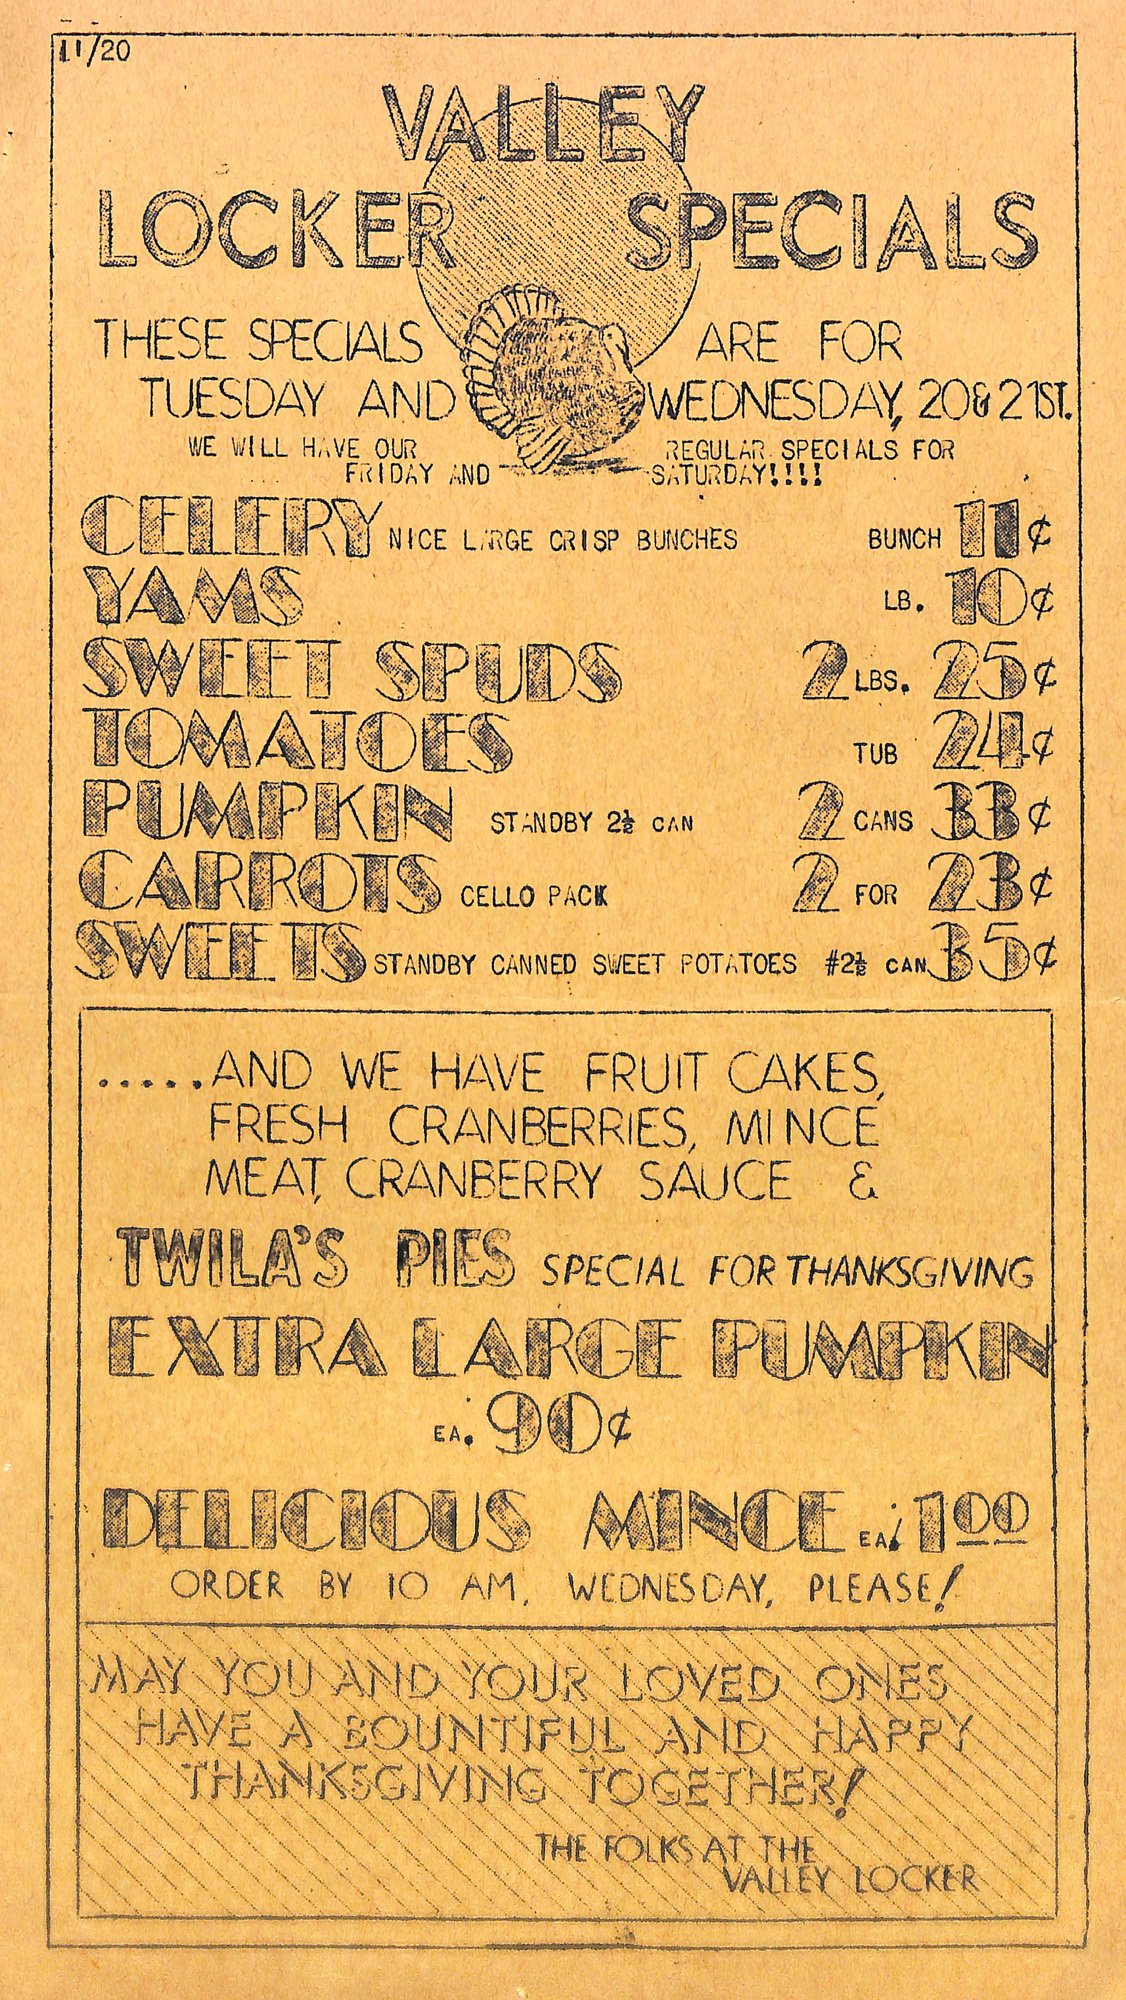 11/20
VALLEY
LOCKER SPECIALS
THESE SPECIALS ARE FOR
TUESDAY AND WEDNESDAY, 20&21ST.
WE WILL HAVE OUR REGULAR SPECIALS FOR
FRIDAY AND SATURDAY!!!!
CELERY NICE LARGE CRISP BUNCHES BUNCH 11¢
YAMS LB. 10¢
SWEET SPUDS 2 LBS. 25¢
TOMATOES TUB 24¢
PUMPKIN STANDBY 2½ CAN 2 CANS 33¢
CARROTS CELLO PACK 2 FOR 23¢
SWEETS STANDBY CANNED SWEET POTATOES #2½ CAN 35¢
.....AND WE HAVE FRUIT CAKES,
FRESH CRANBERRIES, MINCE
MEAT, CRANBERRY SAUCE &
TWILA'S PIES SPECIAL FOR THANKSGIVING
EXTRA LARGE PUMPKIN
EA. 90¢
DELICIOUS MINCE EA. 1.00
ORDER BY 10 AM, WEDNESDAY, PLEASE!
MAY YOU AND YOUR LOVED ONES
HAVE A BOUNTIFUL AND HAPPY
THANKSGIVING TOGETHER!
THE FOLKS AT THE
VALLEY LOCKER